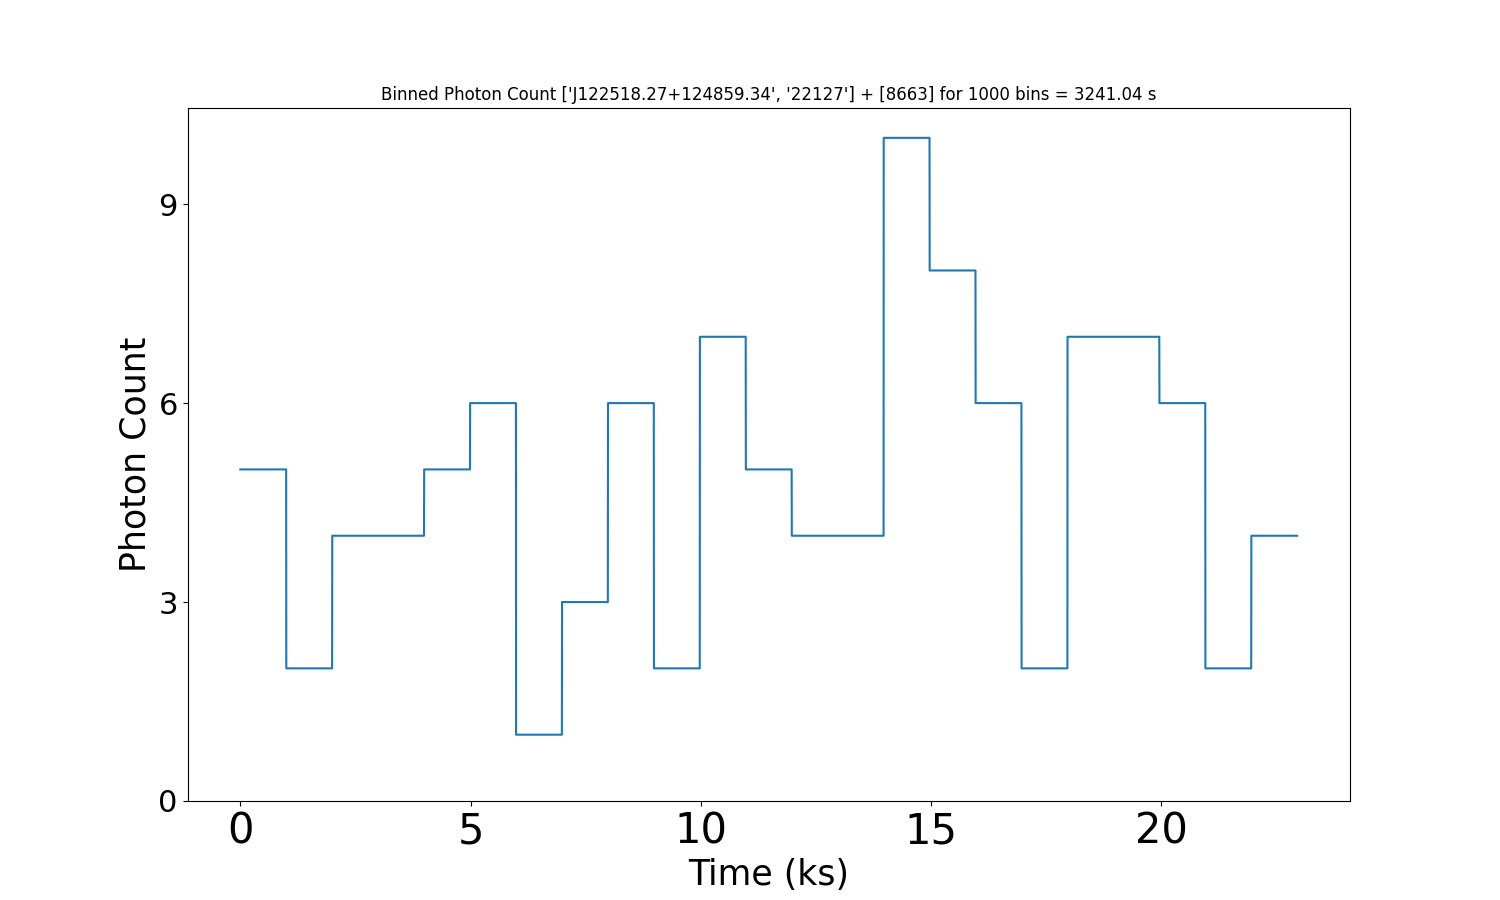 Binned Photon Count ['J122518.27+124859.34', '22127'] + [8663] for 1000 bins = 3241.04 s
9
6
3
0
Photon Count
0 5 10 15 20
Time (ks)